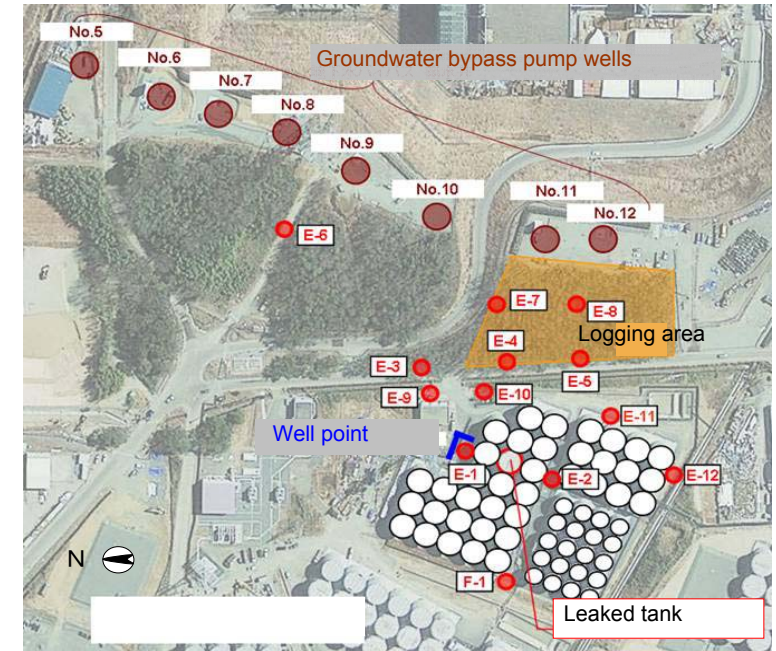 No.5
No.6
No.7
No.8
No.9
No.10
No.11
No.12
Groundwater bypass pump wells
E-6
E-7
E-8
Logging area
E-4
E-5
E-3
E-9
E-10
E-11
Well point
E-1
E-2
E-12
N
F-1
Leaked tank